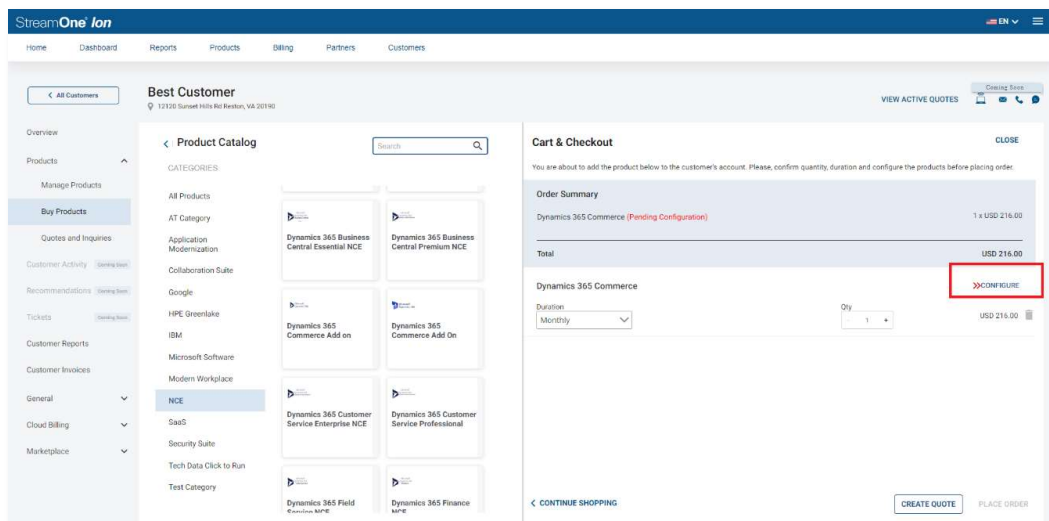 StreamOne Ion
EN
Home Dashboard Reports Products Billing Partners Customers
All Customers
Best Customer
12120 Sunset Hills Rd Reston, VA 20190
VIEW ACTIVE QUOTES
Coming Soon
Overview
Products
Manage Products
Buy Products
Quotes and Inquiries
Customer Activity Coming Soon
Recommendations Coming Soon
Tickets Coming Soon
Customer Reports
Customer Invoices
General
Cloud Billing
Marketplace
Product Catalog
Search
CATEGORIES
All Products
AT Category
Application
Modernization
Collaboration Suite
Google
HPE Greenlake
IBM
Microsoft Software
Modern Workplace
NCE
SaaS
Security Suite
Tech Data Click to Run
Test Category
Dynamics 365 Business
Central Essential NCE
Dynamics 365 Business
Central Premium NCE
Dynamics 365
Commerce Add on
Dynamics 365
Commerce Add On
Dynamics 365 Customer
Service Enterprise NCE
Dynamics 365 Customer
Service Professional
Dynamics 365 Field
Service NCE
Dynamics 365 Finance
NCE
Cart & Checkout
CLOSE
You are about to add the product below to the customer's account. Please, confirm quantity, duration and configure the products before placing order.
Order Summary
Dynamics 365 Commerce (Pending Configuration) 1 x USD 216.00
Total USD 216.00
Dynamics 365 Commerce
CONFIGURE
Duration
Monthly
Qty
- 1 +
USD 216.00
CONTINUE SHOPPING
CREATE QUOTE
PLACE ORDER